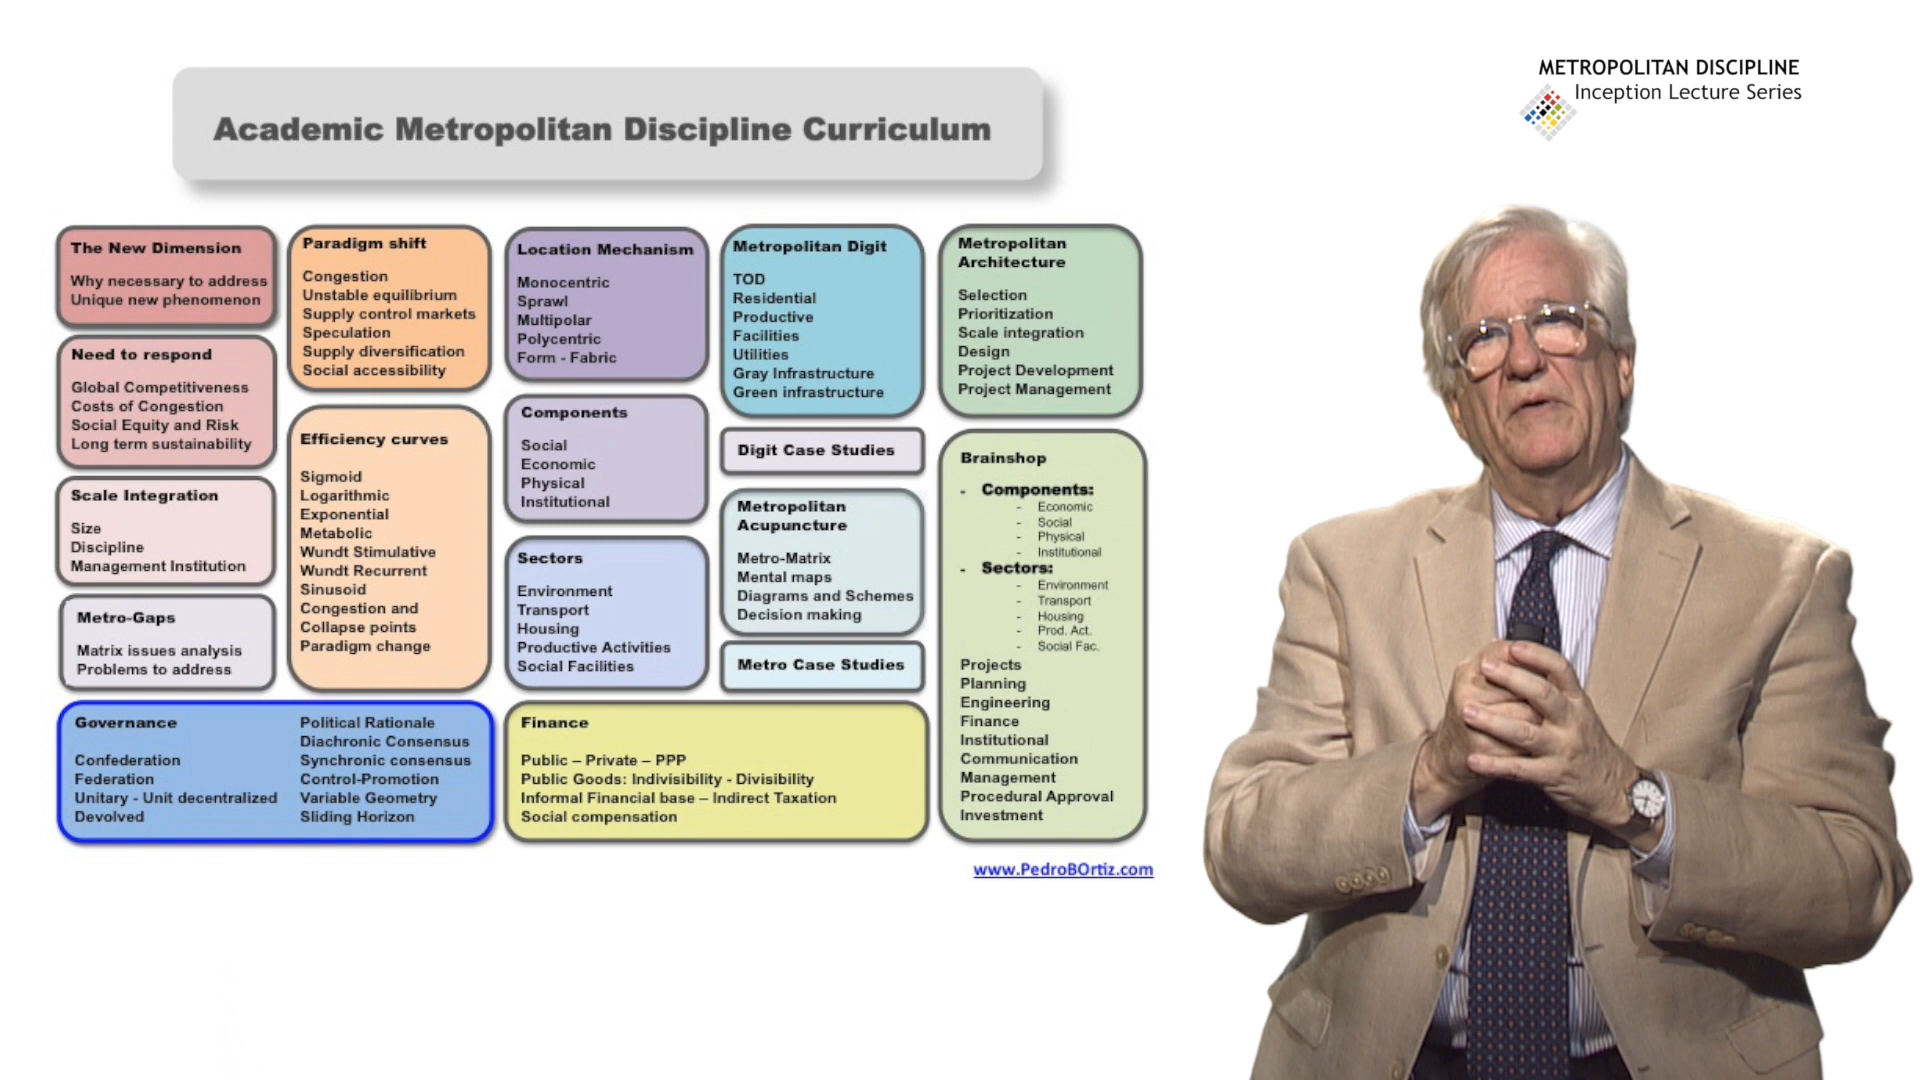 METROPOLITAN DISCIPLINE
Inception Lecture Series
Academic Metropolitan Discipline Curriculum
The New Dimension
Why necessary to address
Unique new phenomenon
Need to respond
Global Competitiveness
Costs of Congestion
Social Equity and Risk
Long term sustainability
Scale Integration
Size
Discipline
Management Institution
Metro-Gaps
Matrix issues analysis
Problems to address
Paradigm shift
Congestion
Unstable equilibrium
Supply control markets
Speculation
Supply diversification
Social accessibility
Efficiency curves
Sigmoid
Logarithmic
Exponential
Metabolic
Wundt Stimulative
Wundt Recurrent
Sinusoid
Congestion and
Collapse points
Paradigm change
Governance
Confederation
Federation
Unitary - Unit decentralized
Devolved
Political Rationale
Diachronic Consensus
Synchronic consensus
Control-Promotion
Variable Geometry
Sliding Horizon
Location Mechanism
Monocentric
Sprawl
Multipolar
Polycentric
Form - Fabric
Components
Social
Economic
Physical
Institutional
Sectors
Environment
Transport
Housing
Productive Activities
Social Facilities
Metropolitan Digit
TOD
Residential
Productive
Facilities
Utilities
Gray Infrastructure
Green infrastructure
Digit Case Studies
Metropolitan
Acupuncture
Metro-Matrix
Mental maps
Diagrams and Schemes
Decision making
Metro Case Studies
Finance
Public – Private – PPP
Public Goods: Indivisibility - Divisibility
Informal Financial base – Indirect Taxation
Social compensation
Metropolitan
Architecture
Selection
Prioritization
Scale integration
Design
Project Development
Project Management
Brainshop
- Components:
- Economic
- Social
- Physical
- Institutional
- Sectors:
- Environment
- Transport
- Housing
- Prod. Act.
- Social Fac.
Projects
Planning
Engineering
Finance
Institutional
Communication
Management
Procedural Approval
Investment
www.PedroBOrtiz.com